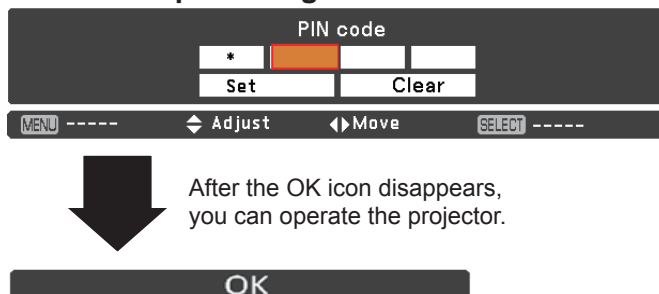 PIN code
*
Set Clear
MENU ----- Adjust Move SELECT -----
After the OK icon disappears,
you can operate the projector.
OK